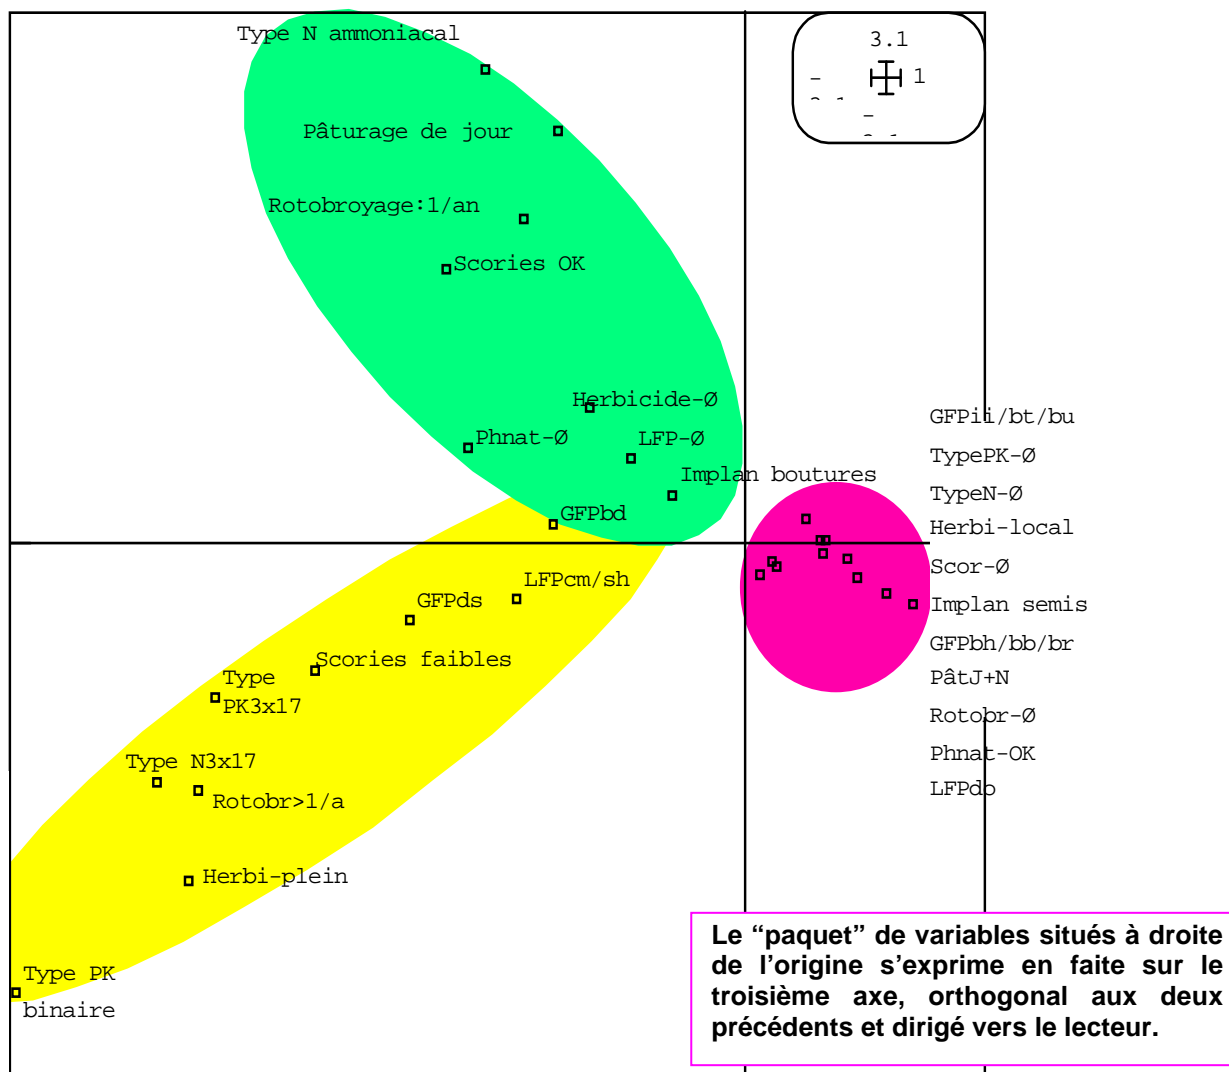 Type N ammoniacal
3.1
1
-
-
Pâturage de jour
Rotobroyage:1/an
Scories OK
Herbicide-Ø
Phnat-Ø
LFP-Ø
Implan boutures
GFPbd
GFPii/bt/bu
TypePK-Ø
TypeN-Ø
Herbi-local
Scor-Ø
Implan semis
GFPbh/bb/br
PâtJ+N
Rotobr-Ø
Phnat-OK
LFPdo
LFPcm/sh
GFPds
Scories faibles
Type
PK3x17
Type N3x17
Rotobr>1/a
Herbi-plein
Type PK
binaire
Le “paquet” de variables situés à droite
de l’origine s’exprime en faite sur le
troisième axe, orthogonal aux deux
précédents et dirigé vers le lecteur.